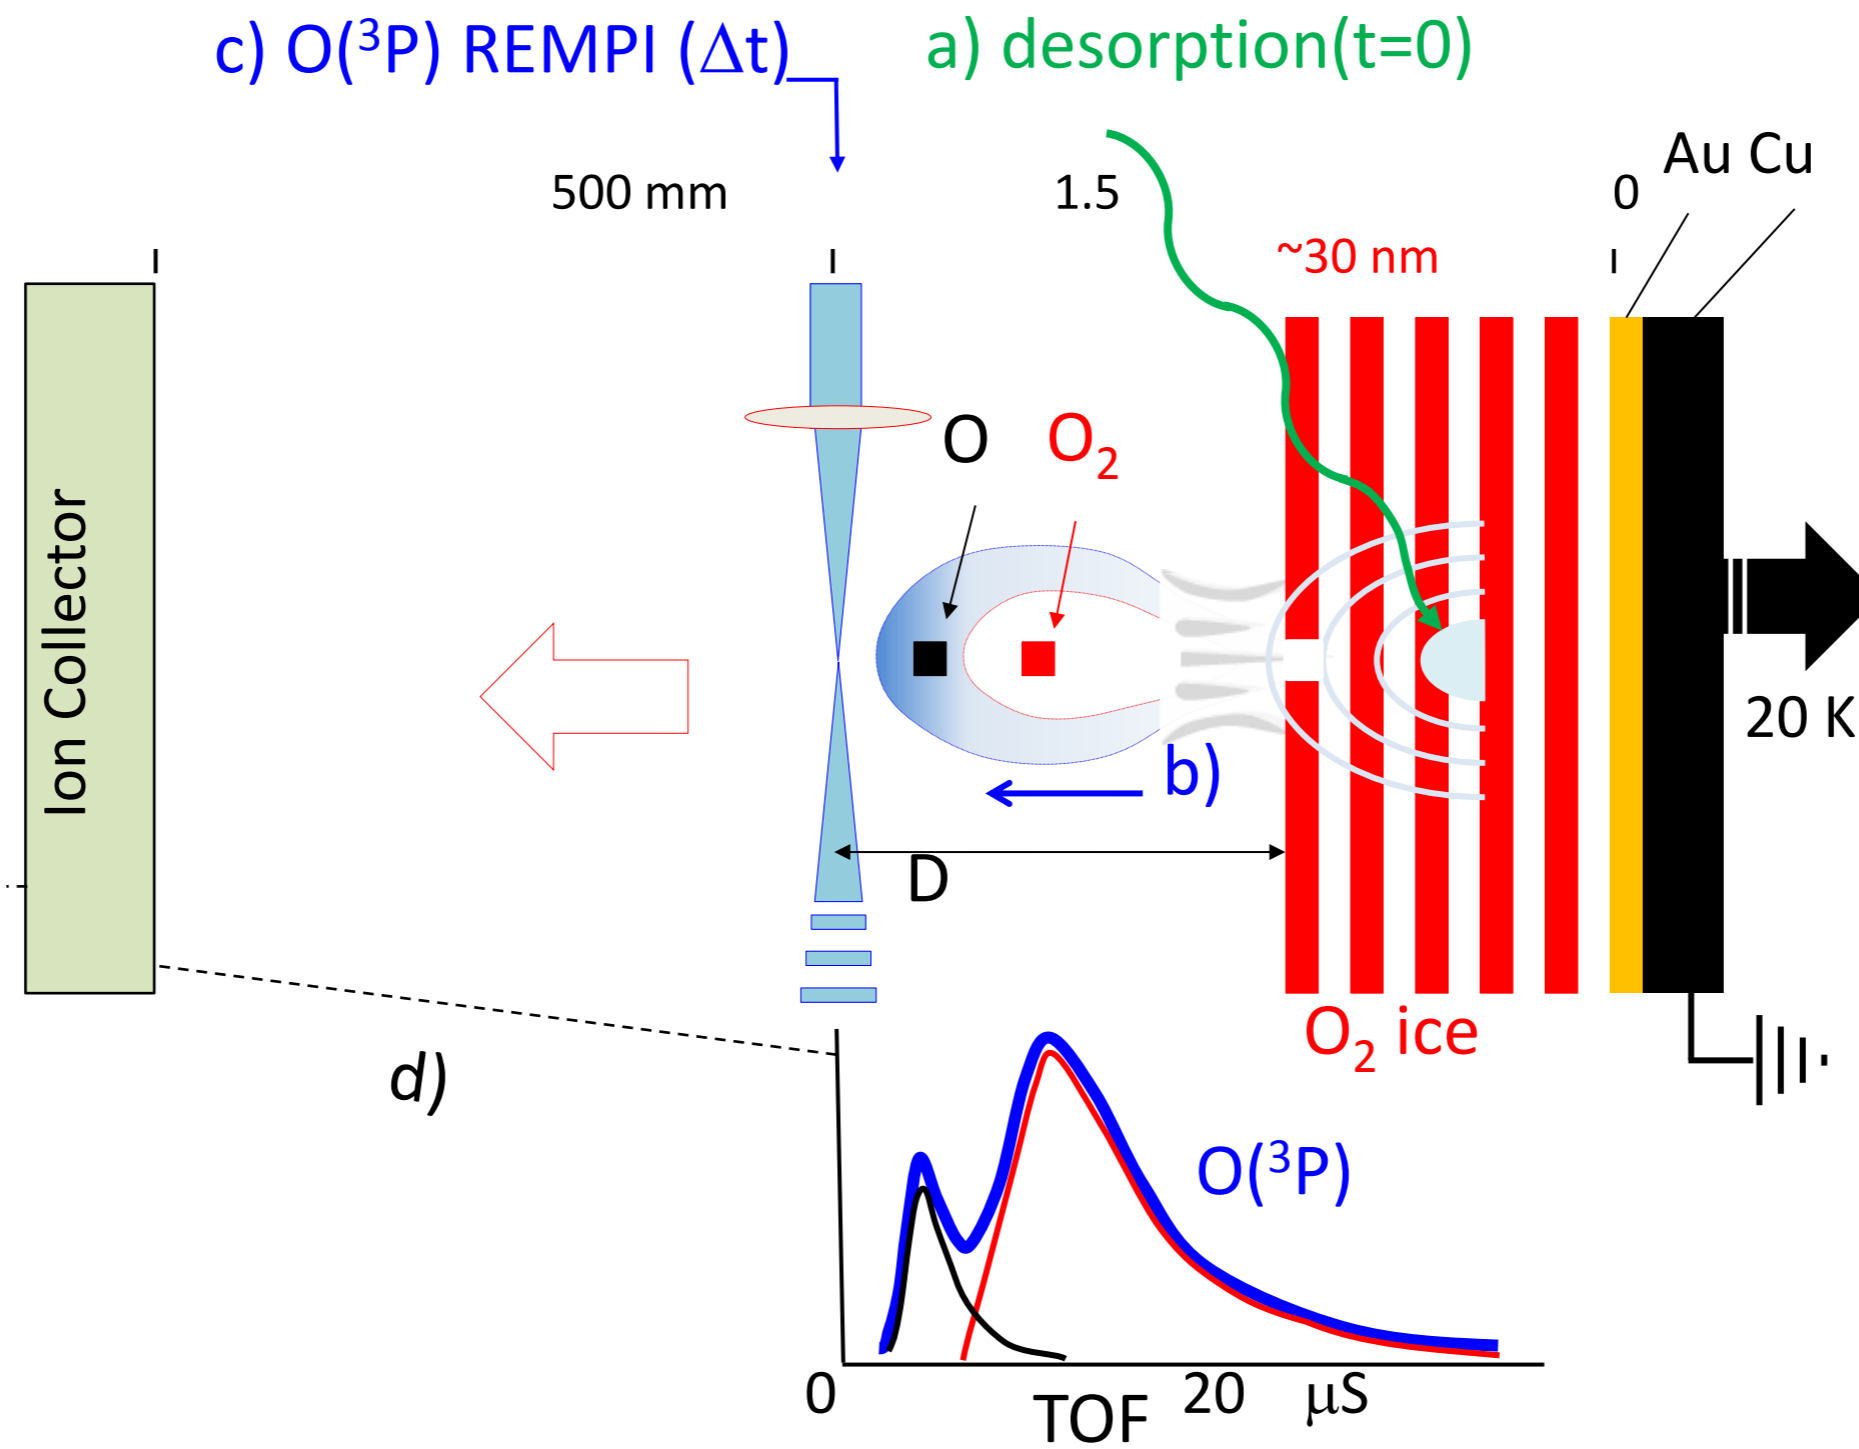 c) O(³P) REMPI (Δt)
a) desorption(t=0)
Au Cu
500 mm
1.5
0
~30 nm
O
O₂
Ion Collector
20 K
b)
D
O₂ ice
d)
O(³P)
0
20
μS
TOF